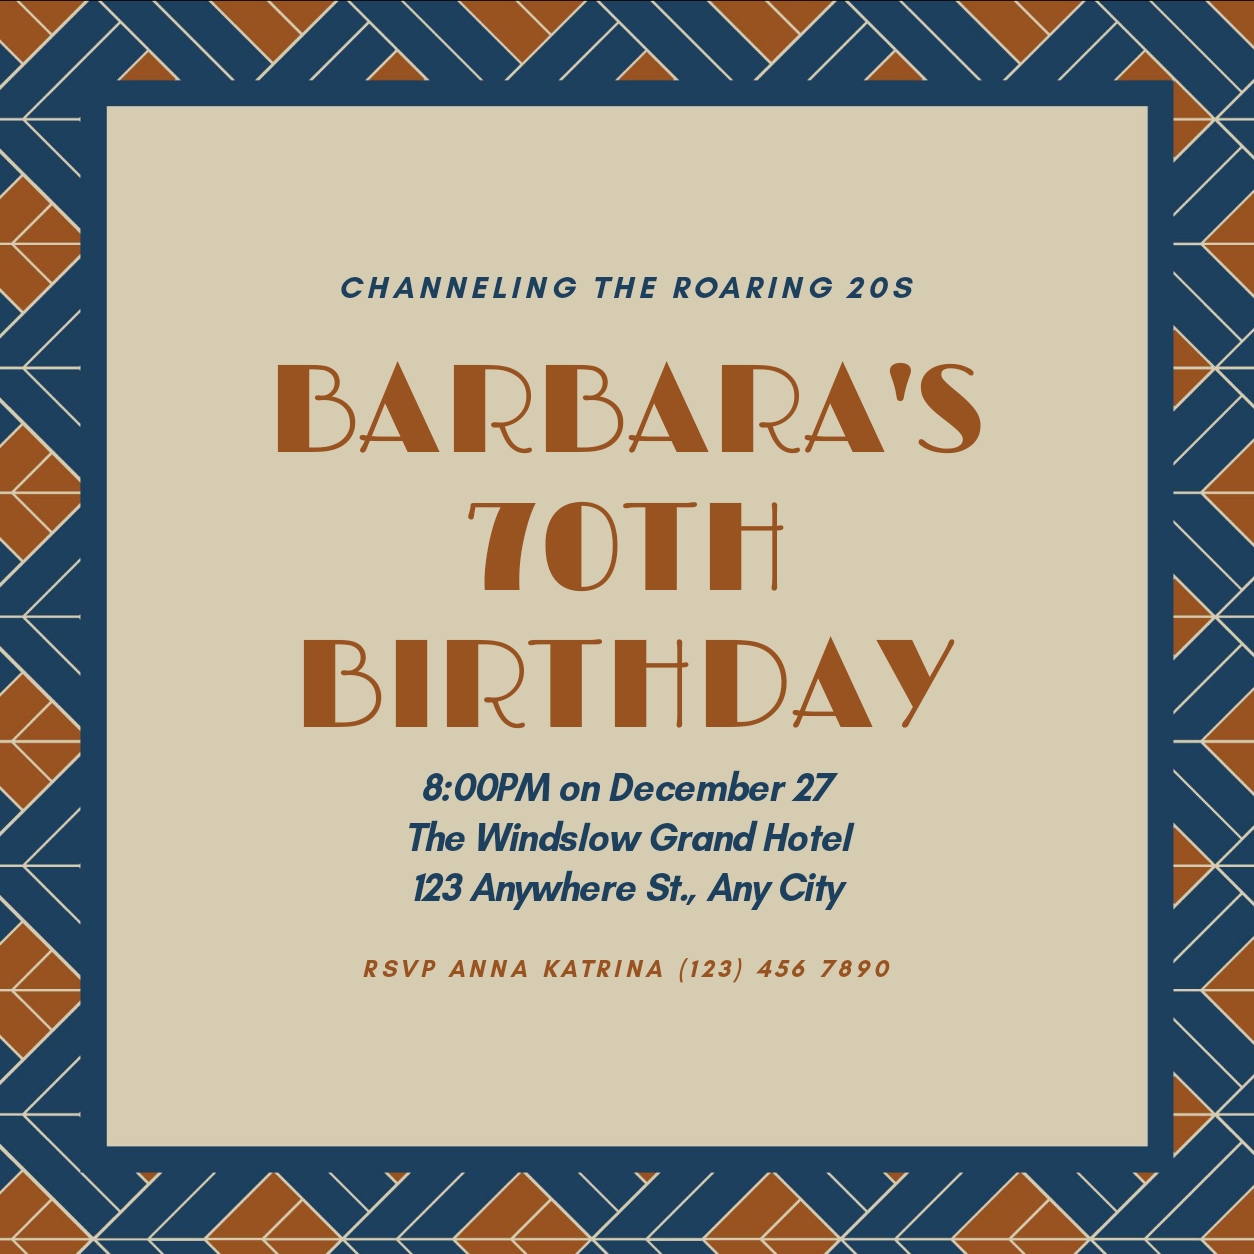 CHANNELING THE ROARING 20S
BARBARA'S
70TH
BIRTHDAY
8:00PM on December 27
The Windslow Grand Hotel
123 Anywhere St., Any City
RSVP ANNA KATRINA (123) 456 7890